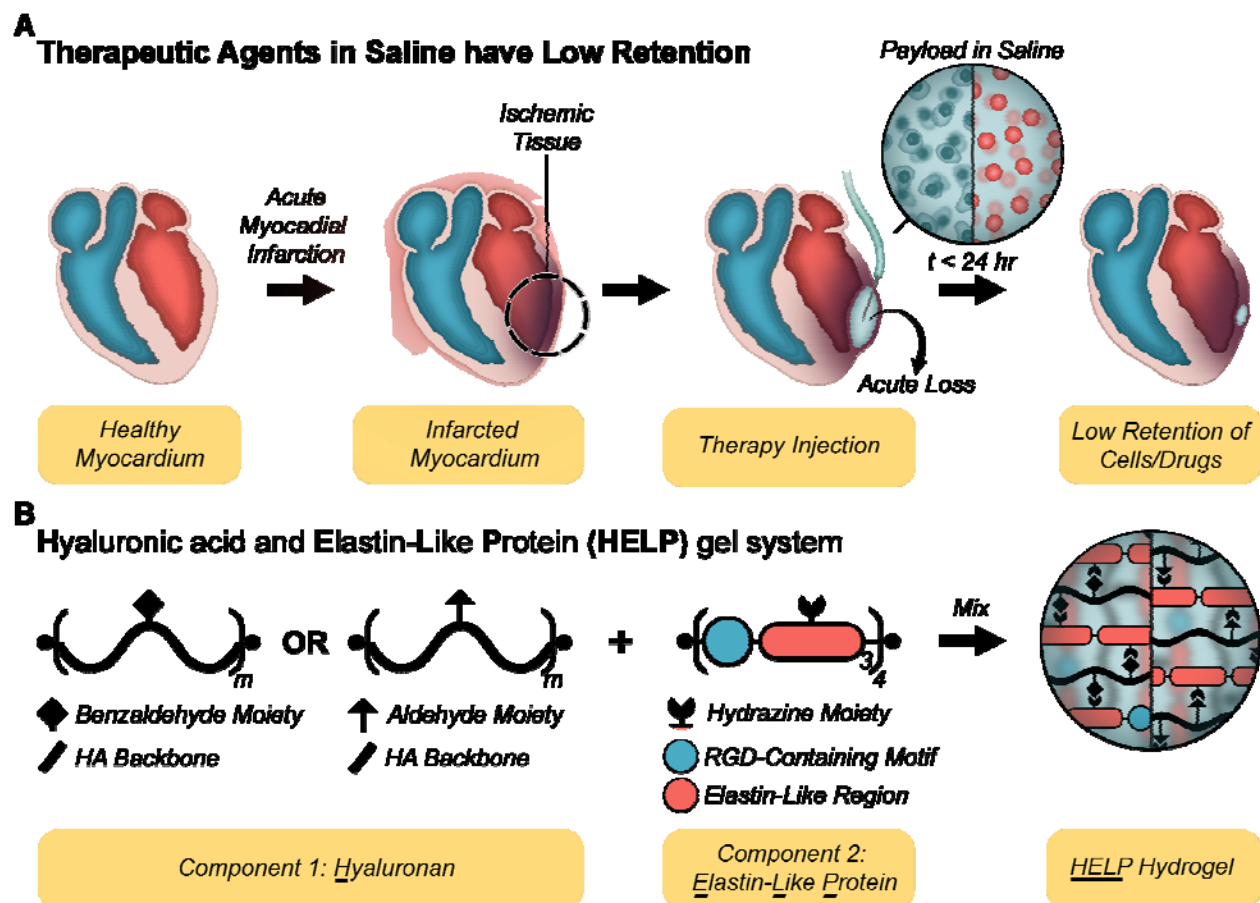 A
Therapeutic Agents in Saline have Low Retention
Payload in Saline
Ischemic
Tissue
Acute
Myocadial
Infarction
t < 24 hr
Acute Loss
Healthy
Myocardium
Infarcted
Myocardium
Therapy Injection
Low Retention of
Cells/Drugs
B
Hyaluronic acid and Elastin-Like Protein (HELP) gel system
m
OR
m
+
3
4
Mix
Benzaldehyde Moiety
HA Backbone
Aldehyde Moiety
HA Backbone
Hydrazine Moiety
RGD-Containing Motif
Elastin-Like Region
Component 1: Hyaluronan
Component 2:
Elastin-Like Protein
HELP Hydrogel